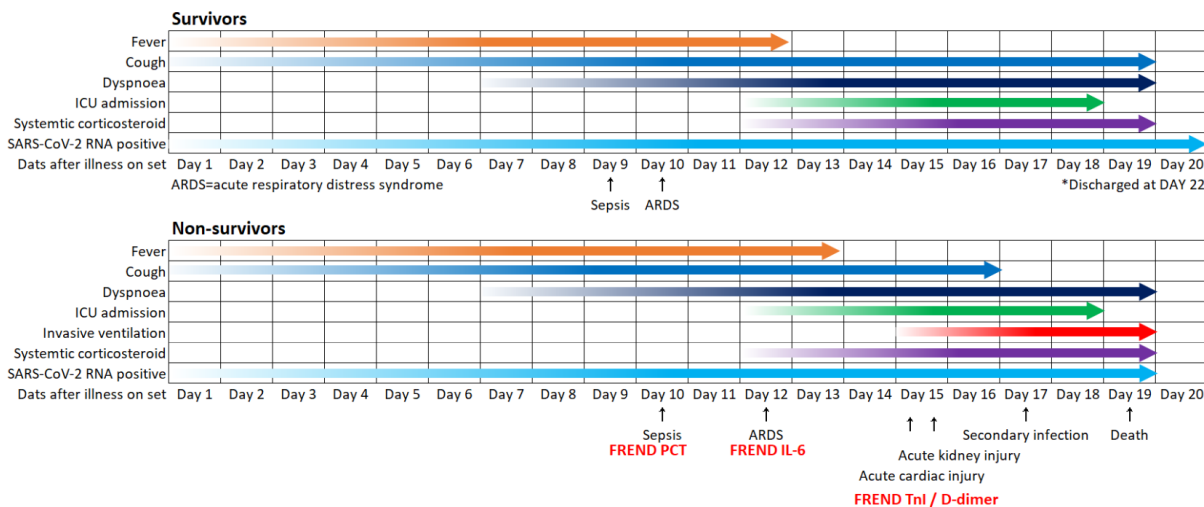 Survivors
Fever
Cough
Dyspnoea
ICU admission
Systemtic corticosteroid
SARS-CoV-2 RNA positive
Dats after illness on set Day 1 Day 2 Day 3 Day 4 Day 5 Day 6 Day 7 Day 8 Day 9 Day 10 Day 11 Day 12 Day 13 Day 14 Day 15 Day 16 Day 17 Day 18 Day 19 Day 20
ARDS=acute respiratory distress syndrome *Discharged at DAY 22
Sepsis ARDS
Non-survivors
Fever
Cough
Dyspnoea
ICU admission
Invasive ventilation
Systemtic corticosteroid
SARS-CoV-2 RNA positive
Dats after illness on set Day 1 Day 2 Day 3 Day 4 Day 5 Day 6 Day 7 Day 8 Day 9 Day 10 Day 11 Day 12 Day 13 Day 14 Day 15 Day 16 Day 17 Day 18 Day 19 Day 20
Sepsis ARDS Secondary infection Death
FREND PCT FREND IL-6
Acute kidney injury
Acute cardiac injury
FREND TnI / D-dimer